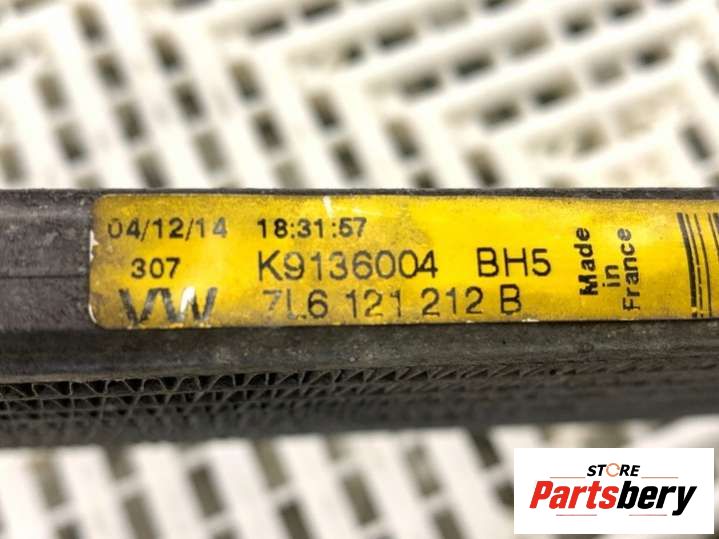 04/12/14 18:31:57
307 K9136004 BH5
VW 7L6 121 212 B
Made
in
France
STORE
Partsbery